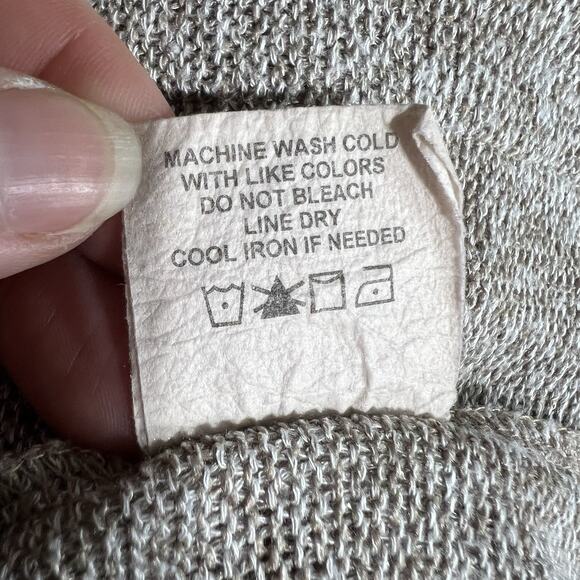 MACHINE WASH COLD
WITH LIKE COLORS
DO NOT BLEACH
LINE DRY
COOL IRON IF NEEDED